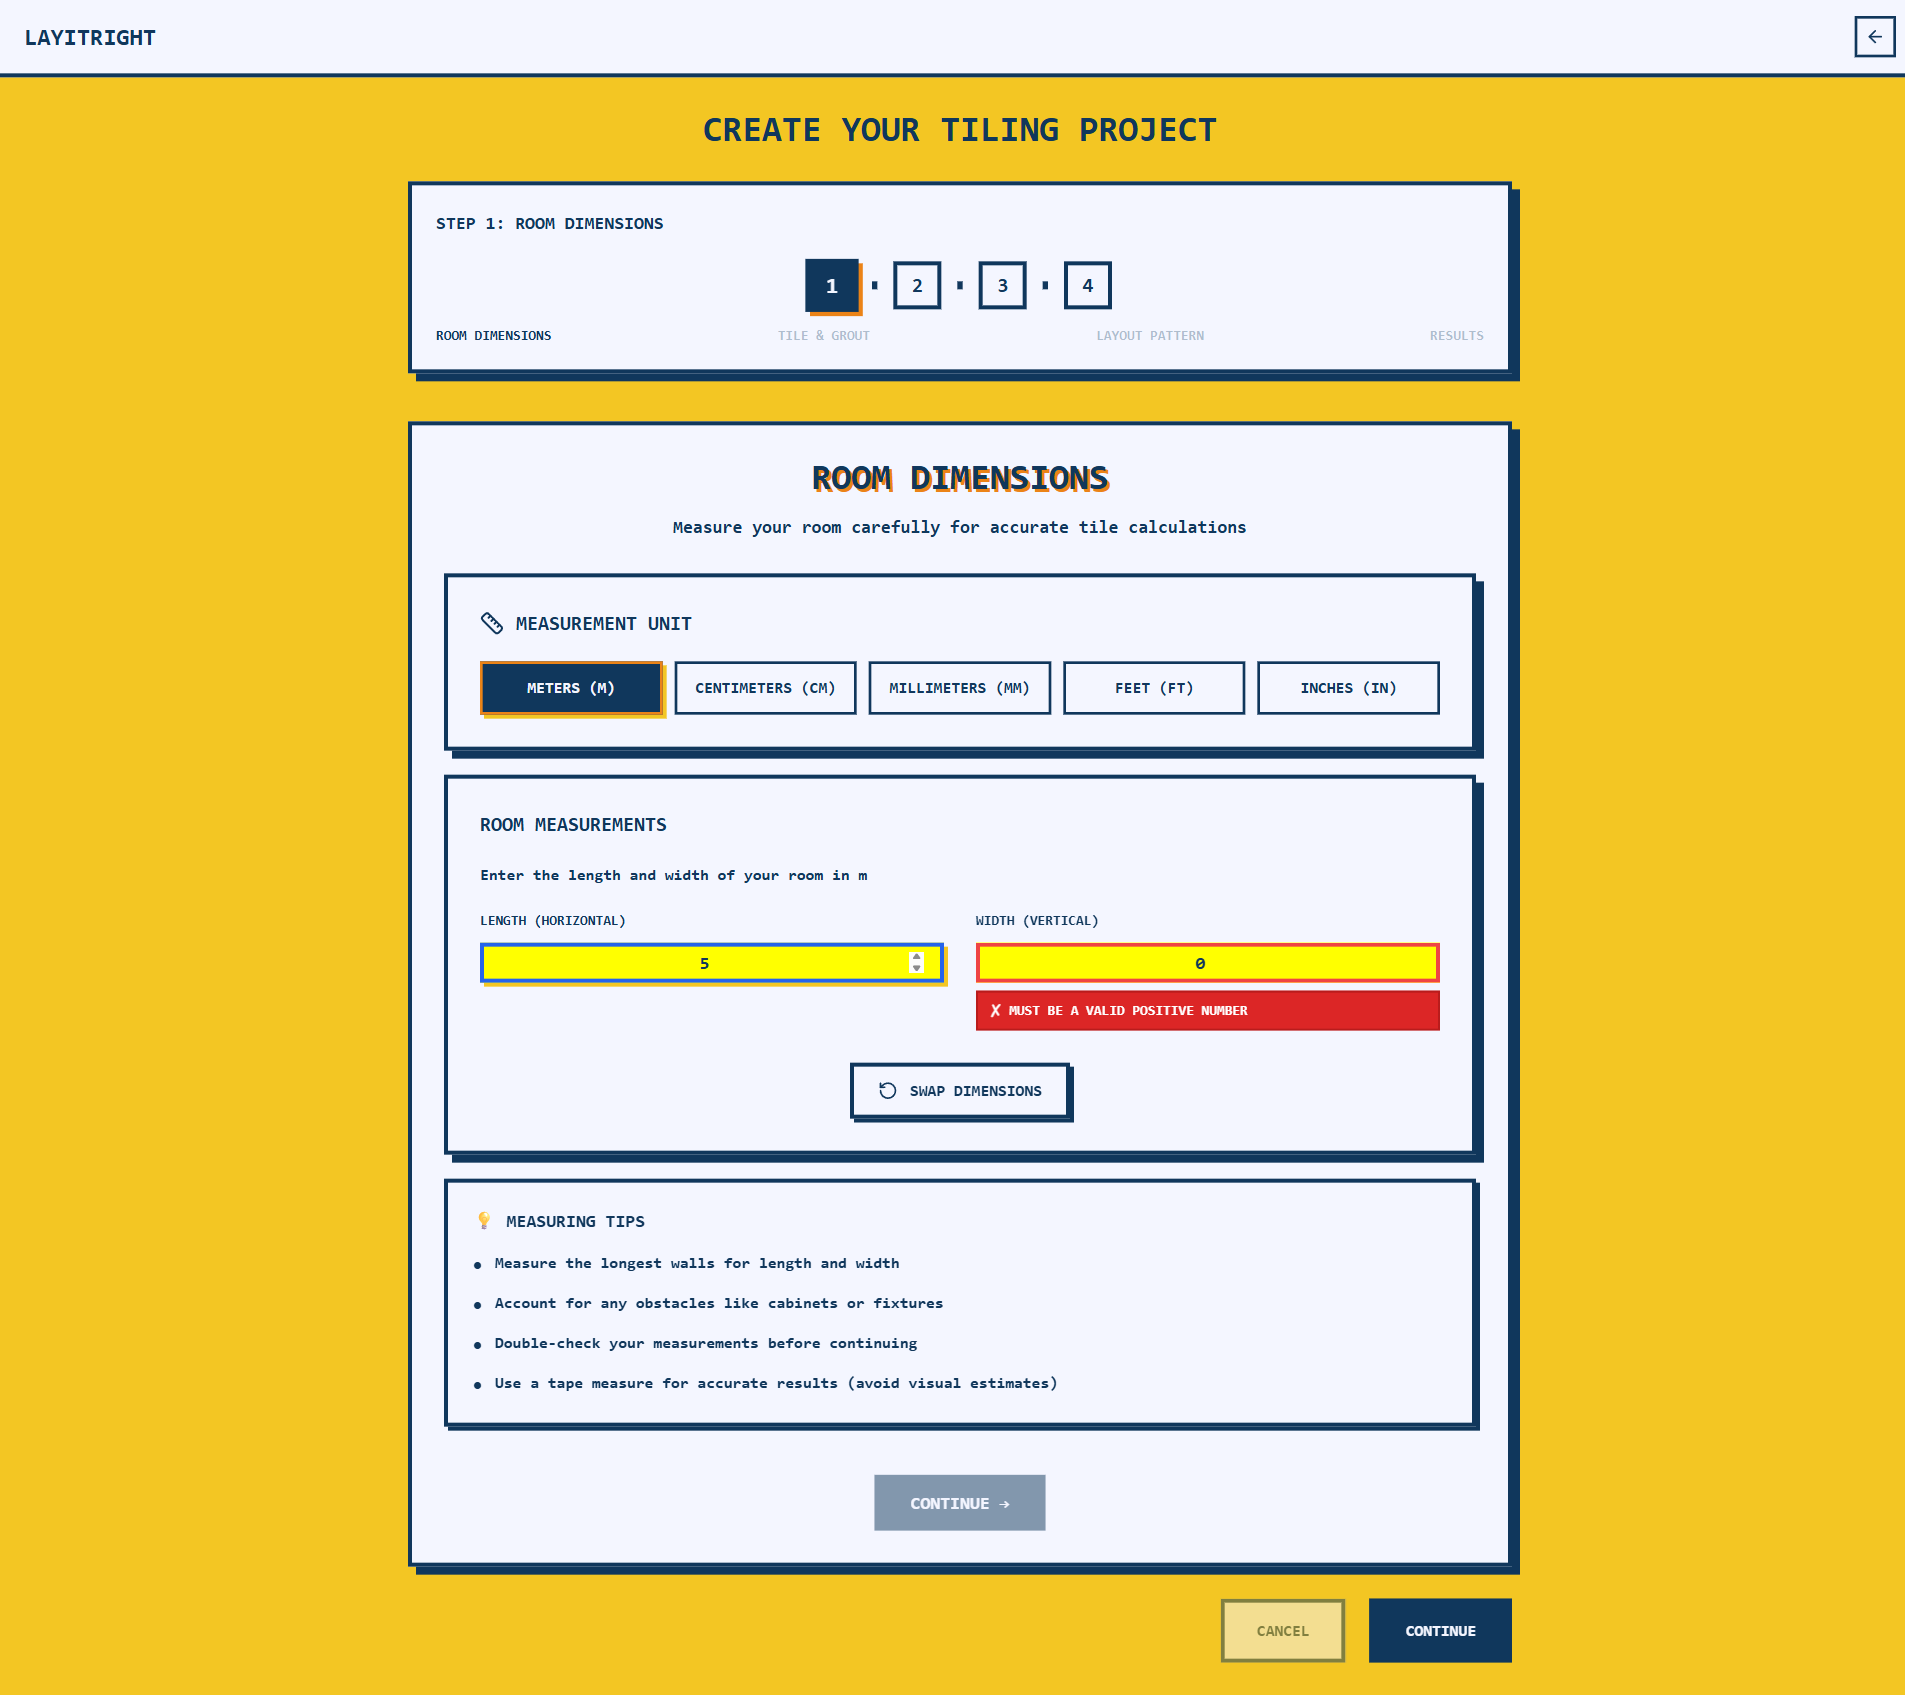 LAYITRIGHT
CREATE YOUR TILING PROJECT
STEP 1: ROOM DIMENSIONS
1 2 3 4
ROOM DIMENSIONS TILE & GROUT LAYOUT PATTERN RESULTS
ROOM DIMENSIONS
Measure your room carefully for accurate tile calculations
MEASUREMENT UNIT
METERS (M) CENTIMETERS (CM) MILLIMETERS (MM) FEET (FT) INCHES (IN)
ROOM MEASUREMENTS
Enter the length and width of your room in m
LENGTH (HORIZONTAL) WIDTH (VERTICAL)
5 0
✗ MUST BE A VALID POSITIVE NUMBER
SWAP DIMENSIONS
💡 MEASURING TIPS
● Measure the longest walls for length and width
● Account for any obstacles like cabinets or fixtures
● Double-check your measurements before continuing
● Use a tape measure for accurate results (avoid visual estimates)
CONTINUE →
CANCEL CONTINUE